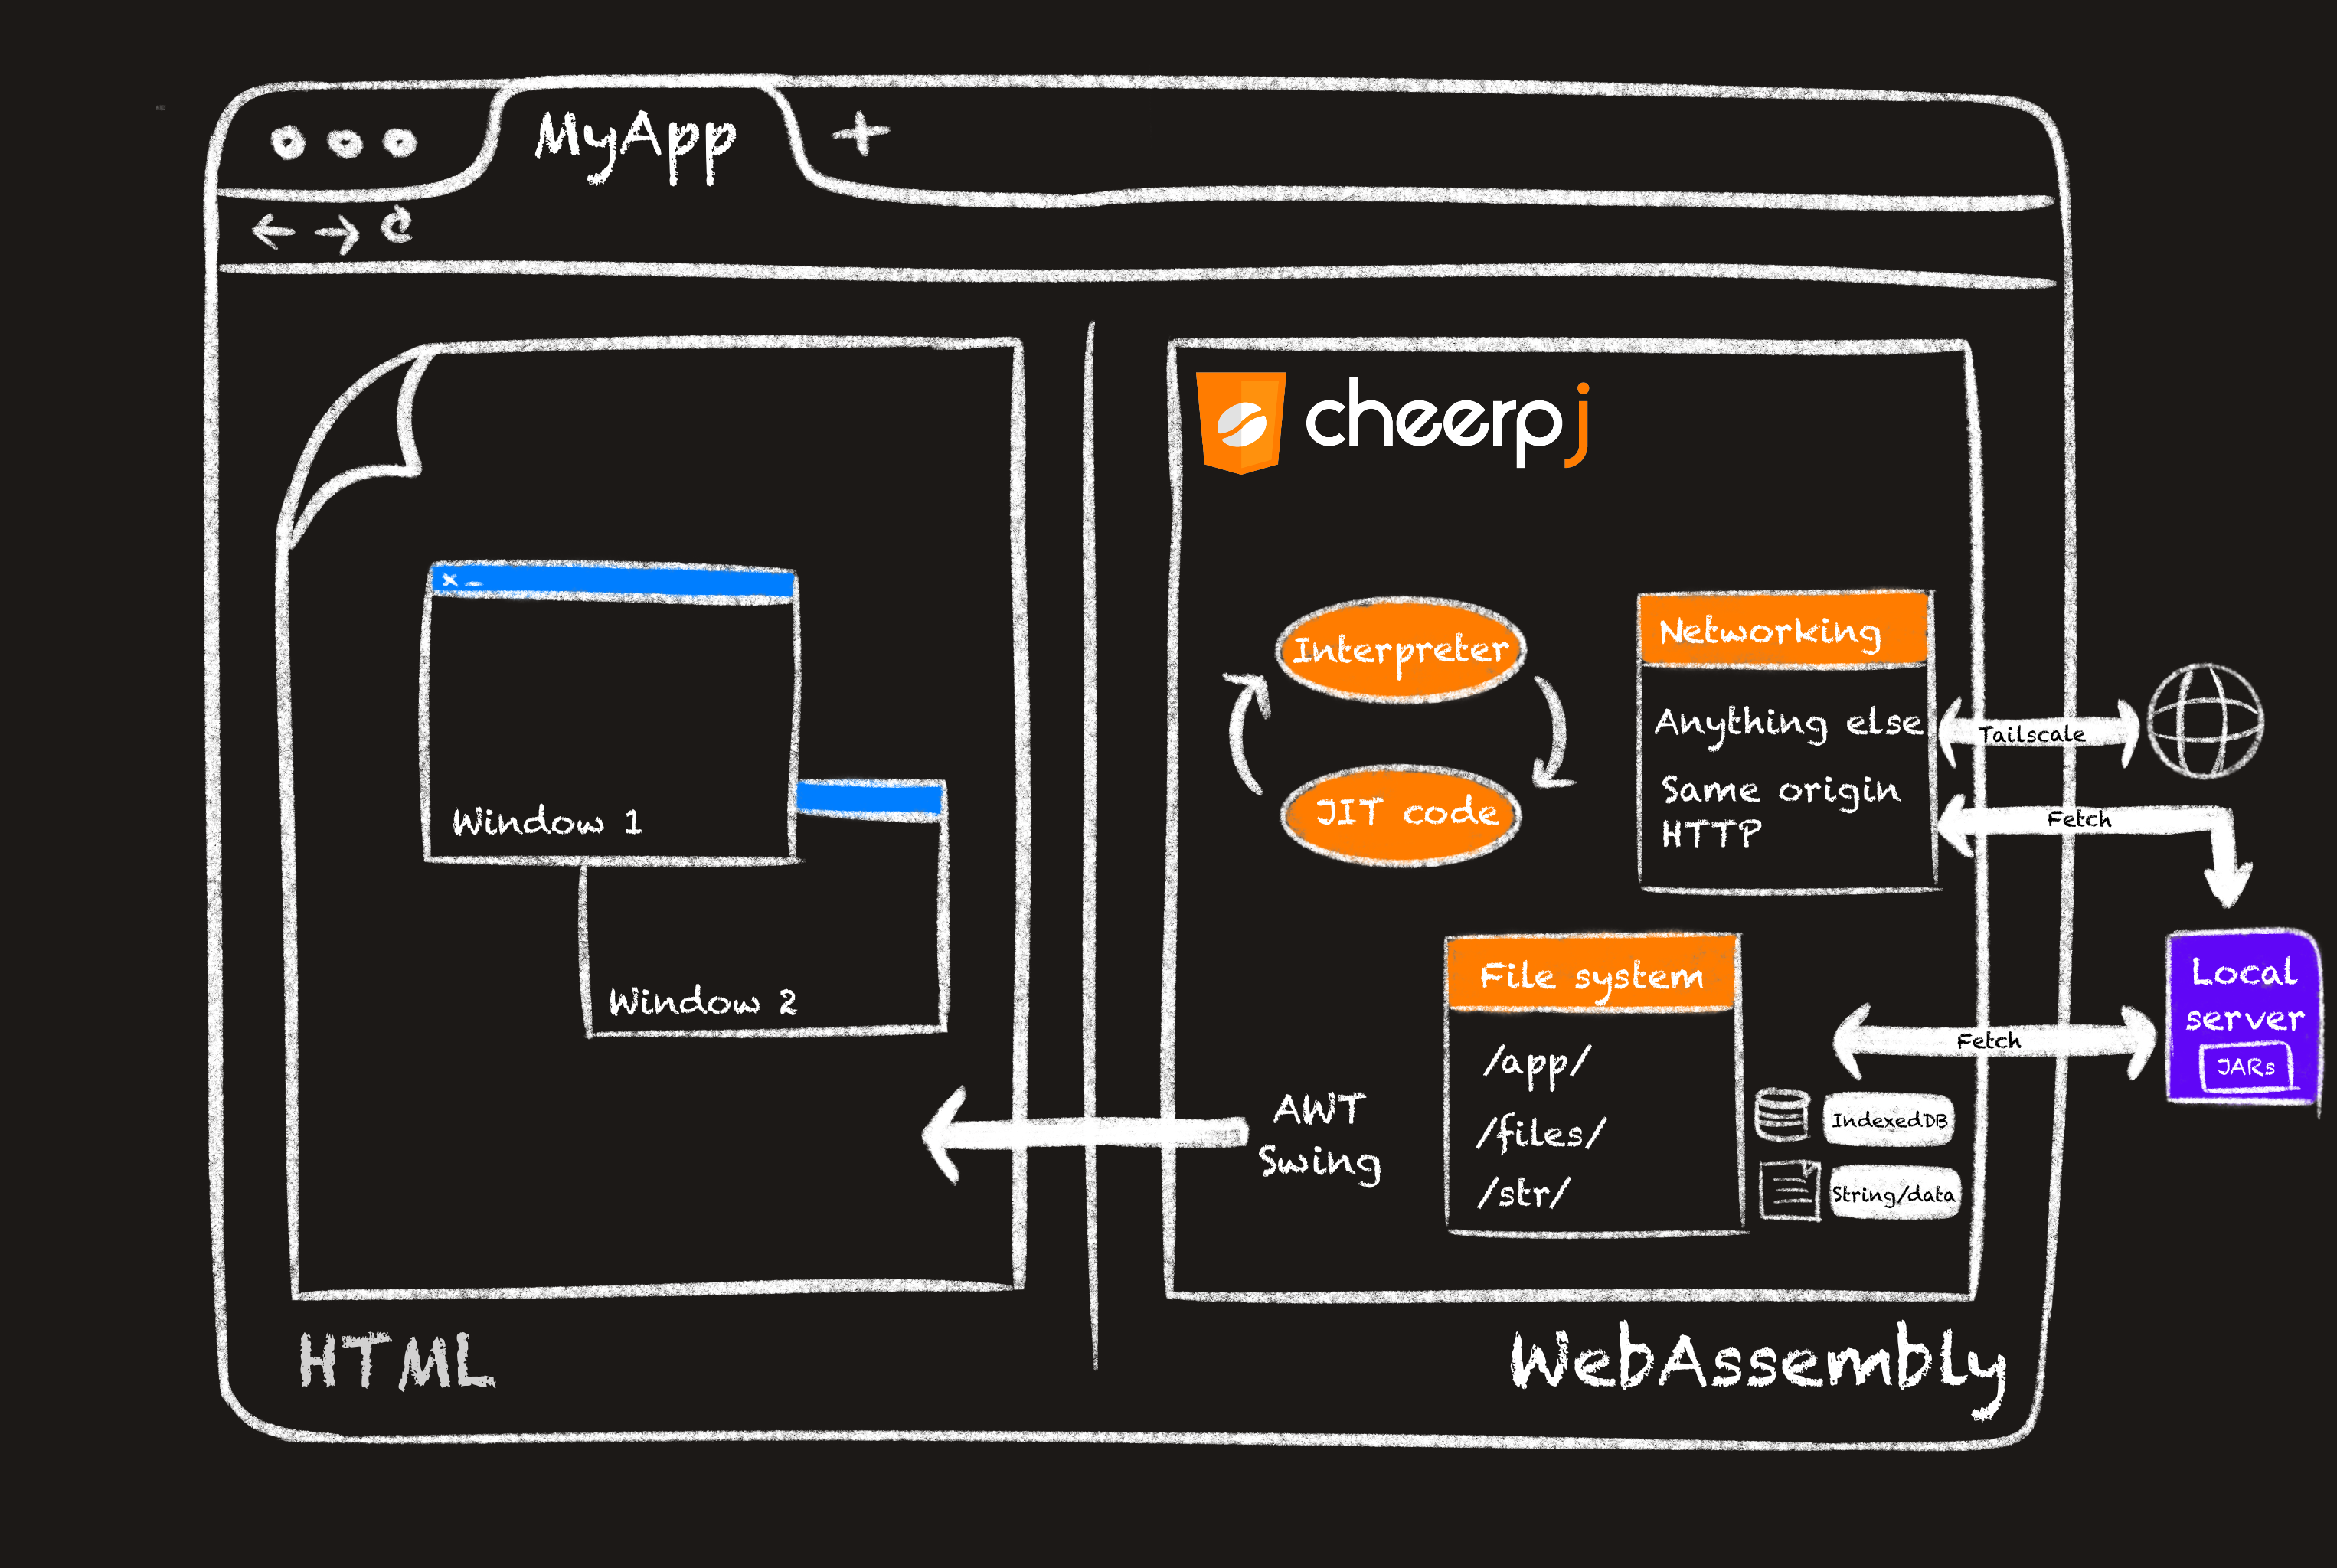 MyApp
cheerpj
Window 1
Window 2
Interpreter
JIT code
Networking
Anything else
Same origin
HTTP
Tailscale
Fetch
File system
/app/
/files/
/str/
Fetch
IndexedDB
String/data
Local
server
JARs
AWT
Swing
HTML
WebAssembly